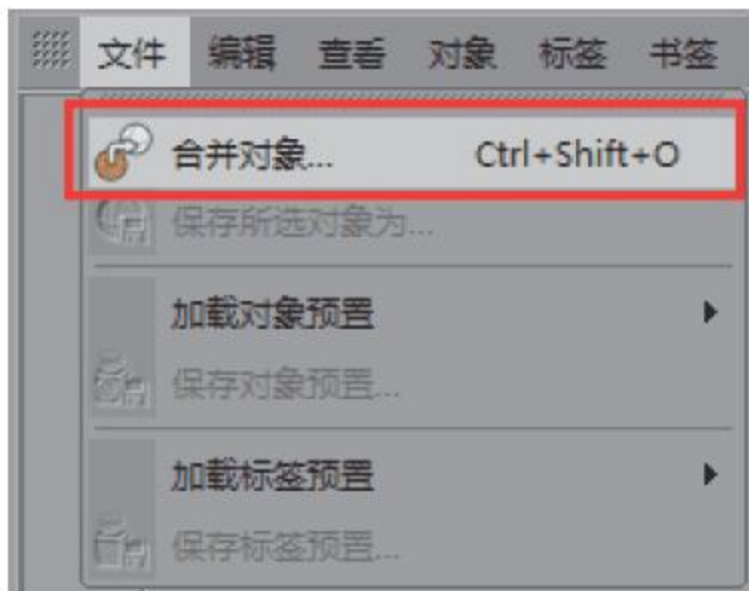 文件 编辑 查看 对象 标签 书签
合并对象... Ctrl+Shift+O
保存所选对象为...
加载对象预置
保存对象预置...
加载标签预置
保存标签预置...